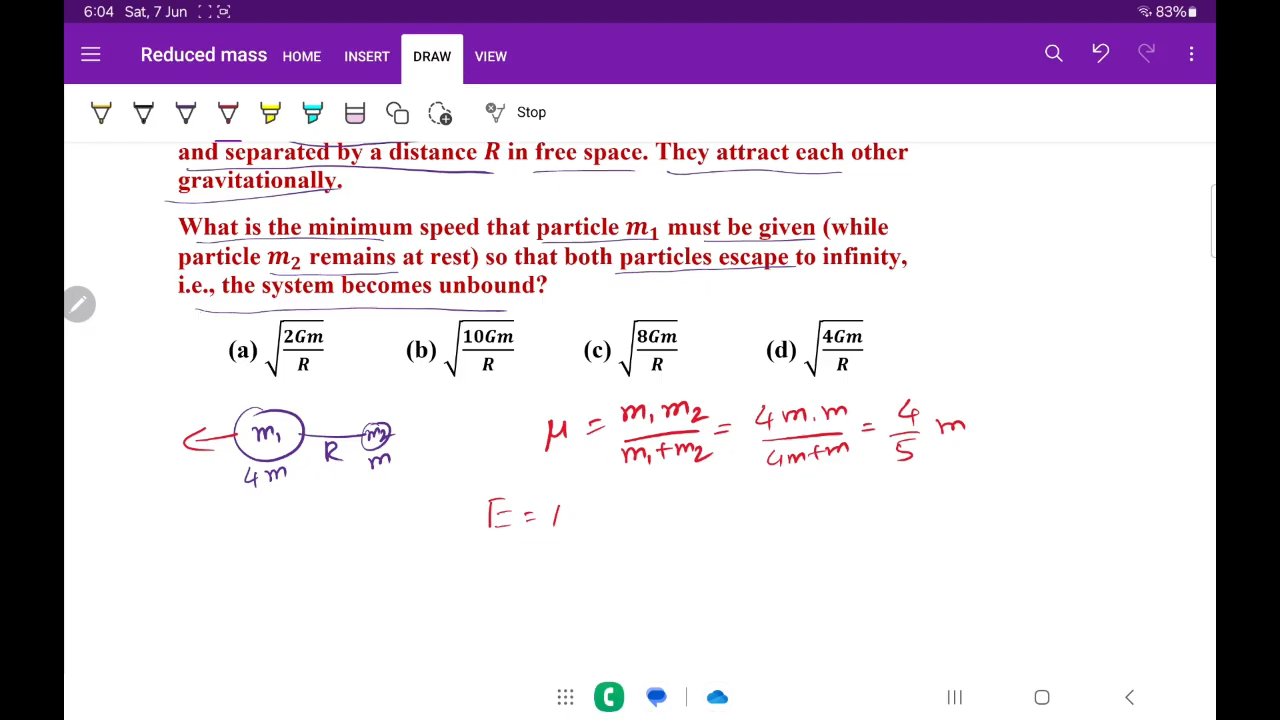 6:04 Sat, 7 Jun 83%
Reduced mass HOME INSERT DRAW VIEW
Stop
and separated by a distance R in free space. They attract each other
gravitationally.
What is the minimum speed that particle m₁ must be given (while
particle m₂ remains at rest) so that both particles escape to infinity,
i.e., the system becomes unbound?
(a) √(2Gm/R) (b) √(10Gm/R) (c) √(8Gm/R) (d) √(4Gm/R)
m₁ R m₂
4m m
μ = m₁m₂/(m₁+m₂) = 4m.m/(4m+m) = 4/5 m
E =